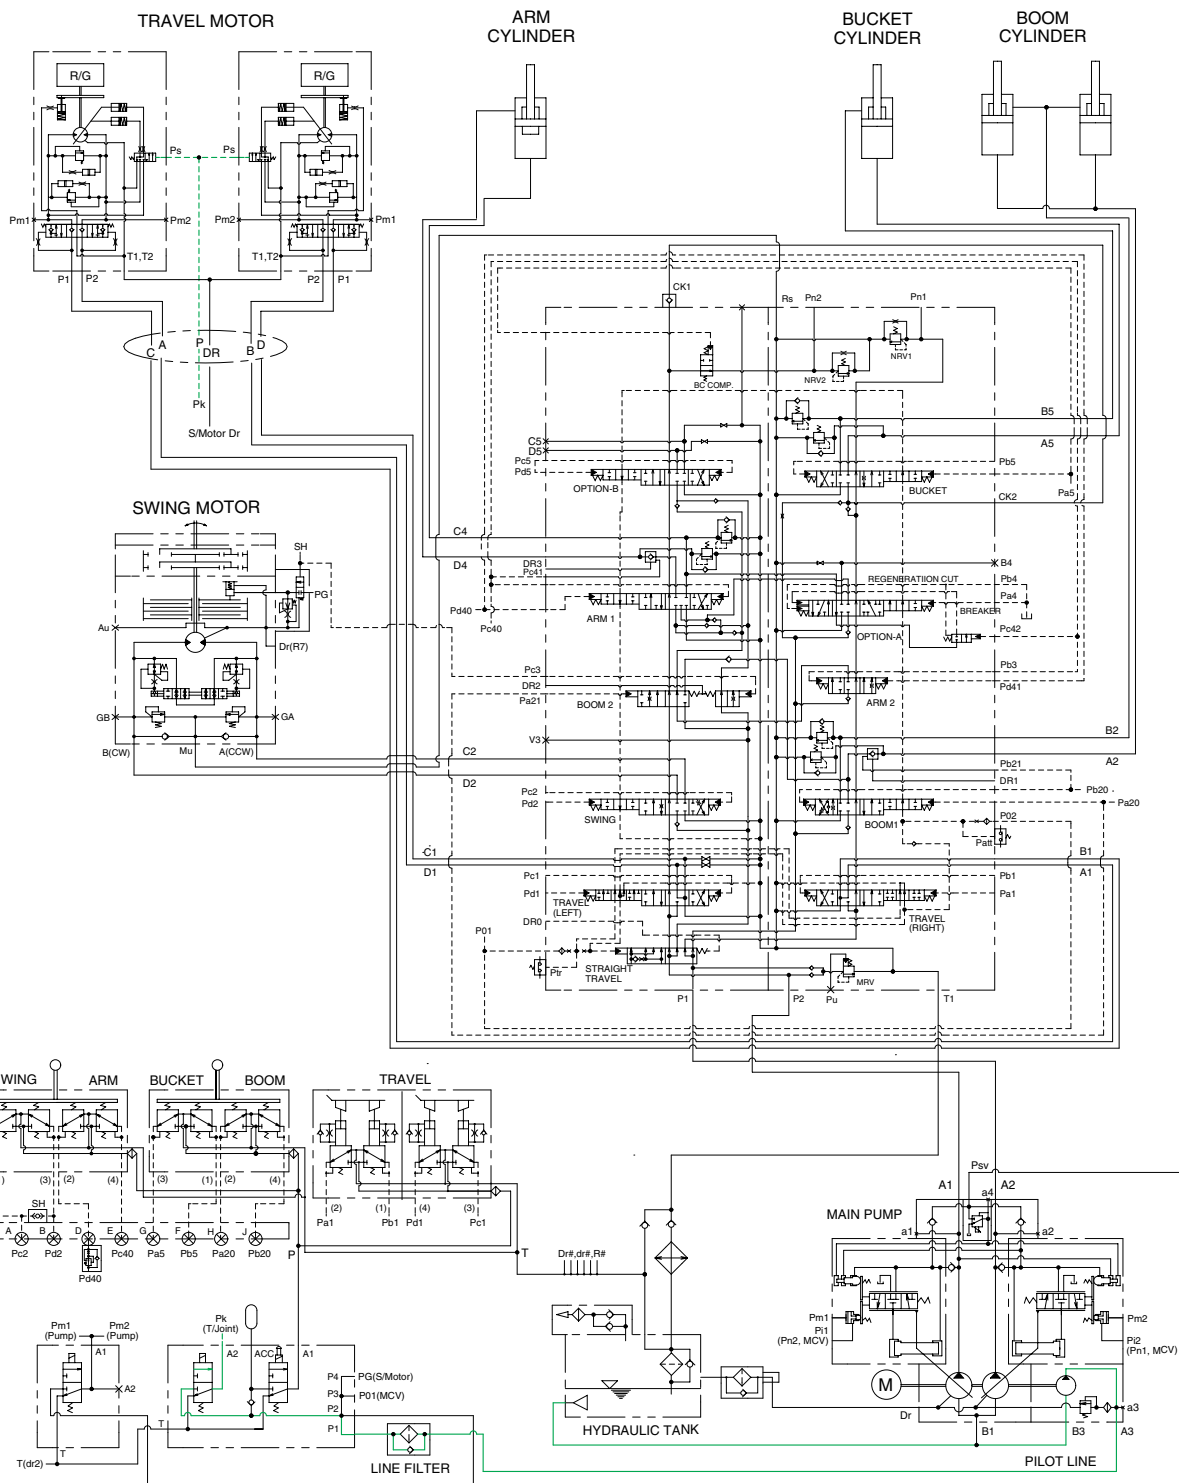 TRAVEL MOTOR
ARM
CYLINDER
BUCKET
CYLINDER
BOOM
CYLINDER
R/G
R/G
Ps
Ps
Pm1
Pm2
Pm2
Pm1
T1,T2
T1,T2
P1
P2
P2
P1
C
A
P
DR
B
D
Pk
S/Motor Dr
CK1
Rs
Pn2
Pn1
NRV1
BC COMP.
NRV2
B5
C5
D5
A5
Pc5
Pd5
Pb5
OPTION-B
BUCKET
Pa5
CK2
SWING MOTOR
SH
PG
Au
Dr(R7)
GB
GA
B(CW)
Mu
A(CCW)
C4
D4
DR3
Pc41
B4
REGENERATION CUT
Pb4
Pa4
BREAKER
Pd40
ARM 1
Pc40
OPTION-A
Pc42
Pc3
DR2
Pa21
BOOM 2
Pb3
Pd41
ARM 2
V3
B2
C2
A2
D2
Pb21
DR1
Pc2
Pd2
Pb20
Pa20
SWING
BOOM1
P02
Patt
C1
D1
B1
A1
Pc1
Pd1
Pb1
Pa1
TRAVEL
(LEFT)
TRAVEL
(RIGHT)
DR0
P01
Ptr
STRAIGHT
TRAVEL
MRV
P1
P2
Pu
T1
WING
ARM
BUCKET
BOOM
TRAVEL
)
(3)
(2)
(4)
(3)
(1)
(2)
(4)
(2)
(1)
(4)
(3)
Pa1
Pb1
Pd1
Pc1
SH
A
B
D
E
G
F
H
J
Pc2
Pd2
Pc40
Pa5
Pb5
Pa20
Pb20
P
T
Pd40
Dr#,dr#,R#
Psv
A1
A2
a4
MAIN PUMP
a1
a2
Pm1
Pi1
(Pn2, MCV)
Pm2
Pi2
(Pn1, MCV)
M
Dr
a3
B1
B3
A3
Pm1
(Pump)
Pm2
(Pump)
A1
A2
T
T(dr2)
Pk
(T/Joint)
A2
ACC
A1
P4
PG(S/Motor)
P3
P01(MCV)
P2
P1
T
LINE FILTER
HYDRAULIC TANK
PILOT LINE